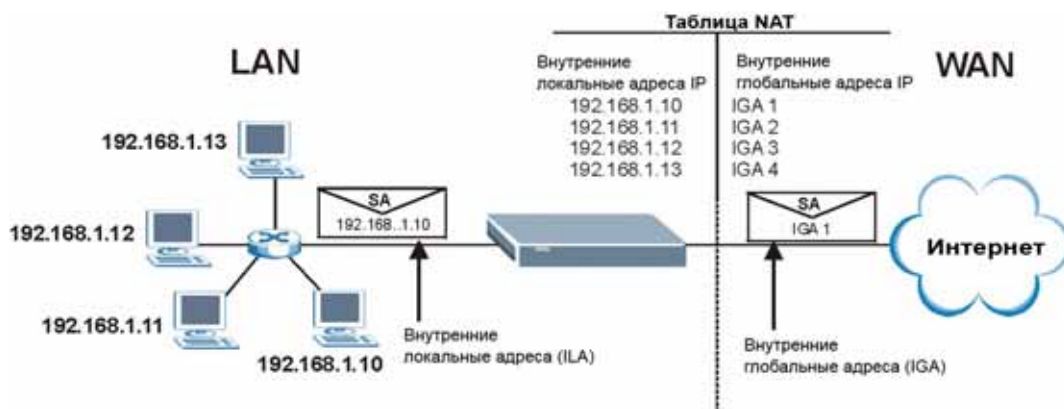 Таблица NAT
LAN
WAN
Внутренние
локальные адреса IP
192.168.1.10
192.168.1.11
192.168.1.12
192.168.1.13
Внутренние
глобальные адреса IP
IGA 1
IGA 2
IGA 3
IGA 4
192.168.1.13
192.168.1.12
192.168.1.11
192.168.1.10
SA
192.168..1.10
SA
IGA 1
Интернет
Внутренние
локальные адреса (ILA)
Внутренние
глобальные адреса (IGA)